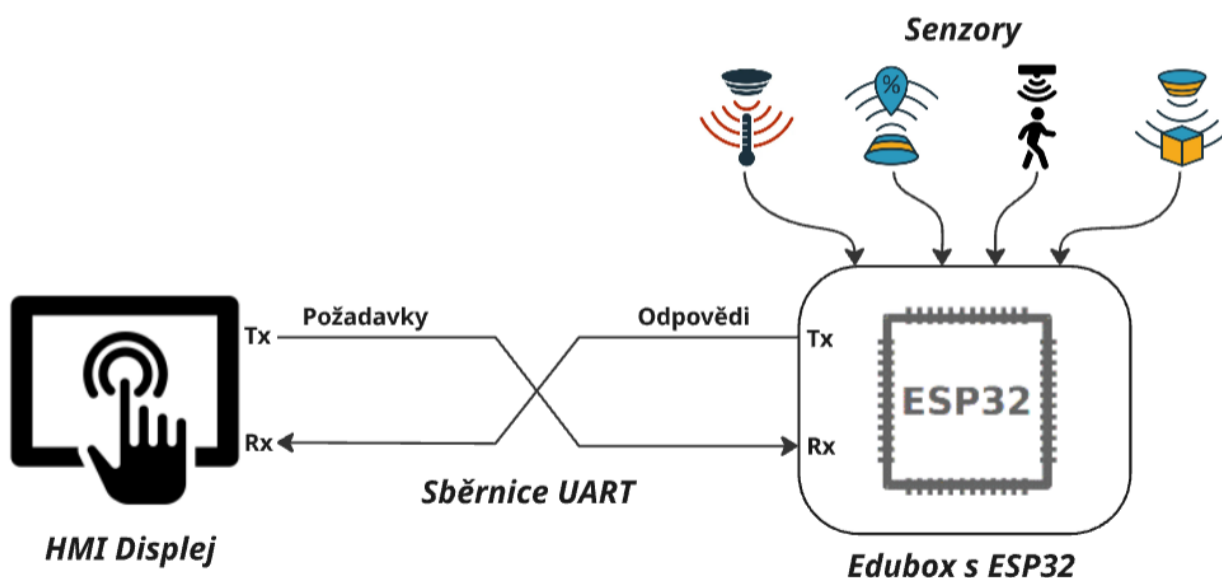 Senzory
%
Tx
Požadavky
Odpovědi
Tx
ESP32
Rx
Rx
Sběrnice UART
HMI Displej
Edubox s ESP32